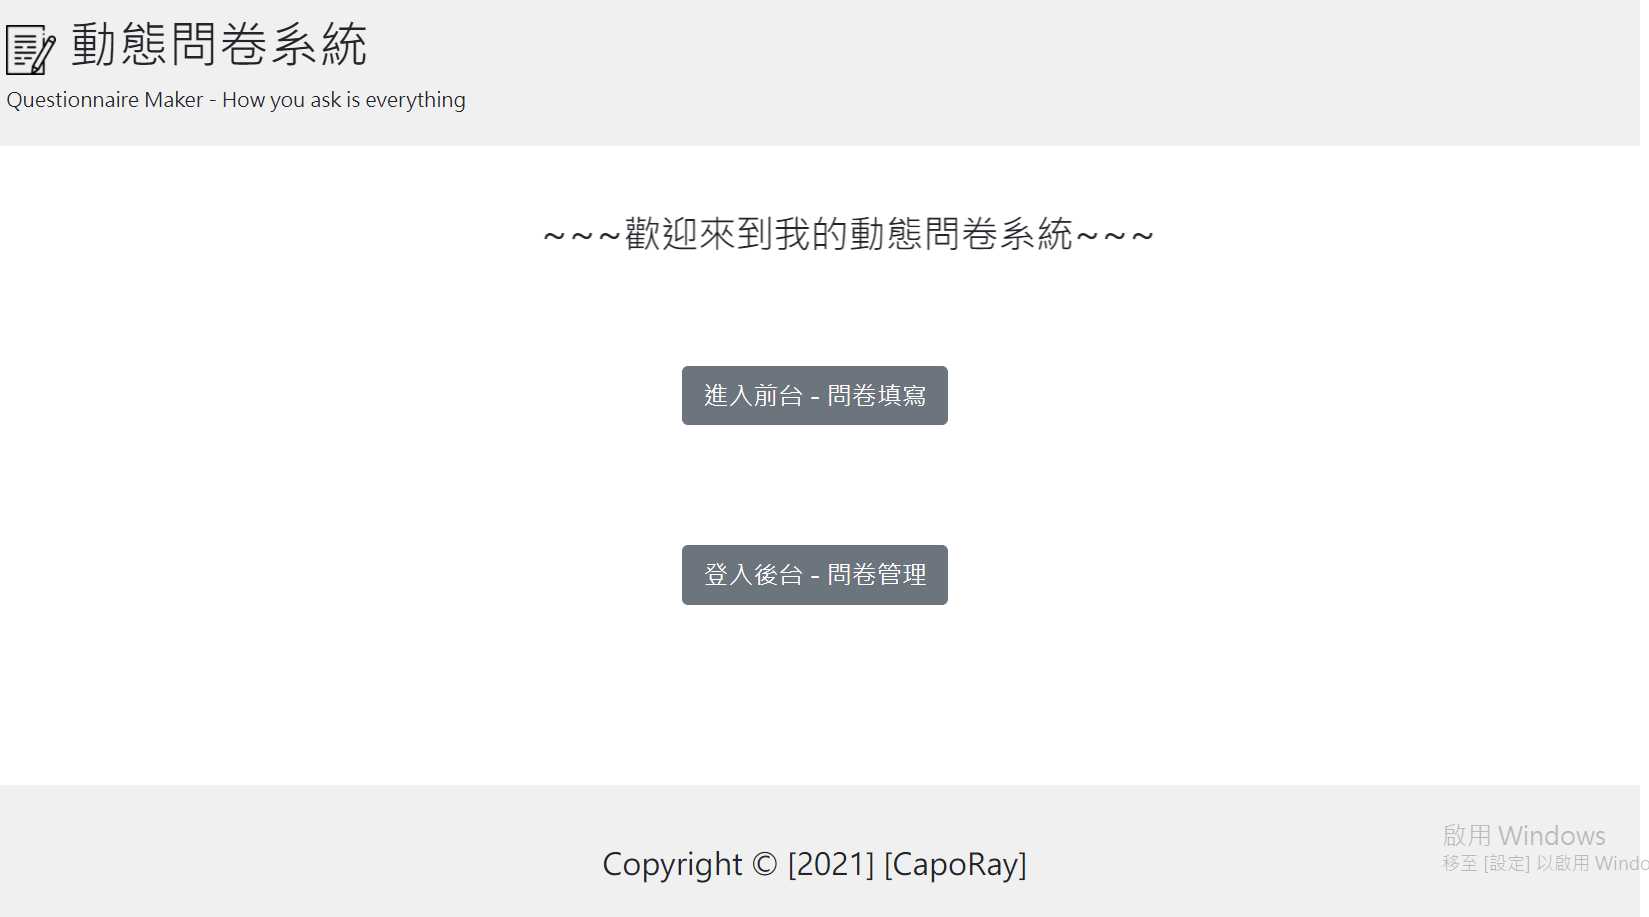 動態問卷系統
Questionnaire Maker - How you ask is everything
~~~歡迎來到我的動態問卷系統~~~
進入前台 - 問卷填寫
登入後台 - 問卷管理
Copyright © [2021] [CapoRay]
啟用 Windows
移至 [設定] 以啟用 Windo